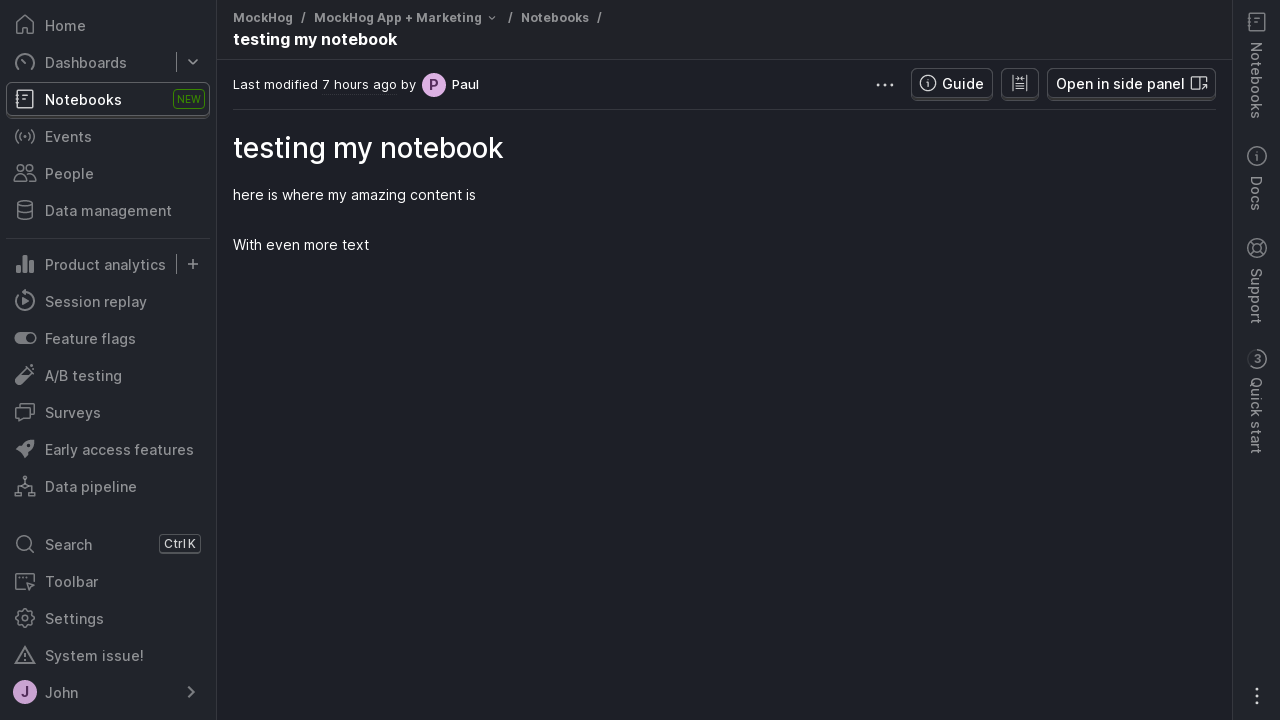 Home
Dashboards
Notebooks NEW
Events
People
Data management
Product analytics
Session replay
Feature flags
A/B testing
Surveys
Early access features
Data pipeline
Search Ctrl K
Toolbar
Settings
System issue!
J John
MockHog / MockHog App + Marketing / Notebooks /
testing my notebook
Last modified 7 hours ago by P Paul
Guide
Open in side panel
testing my notebook
here is where my amazing content is
With even more text
Notebooks
Docs
Support
3 Quick start